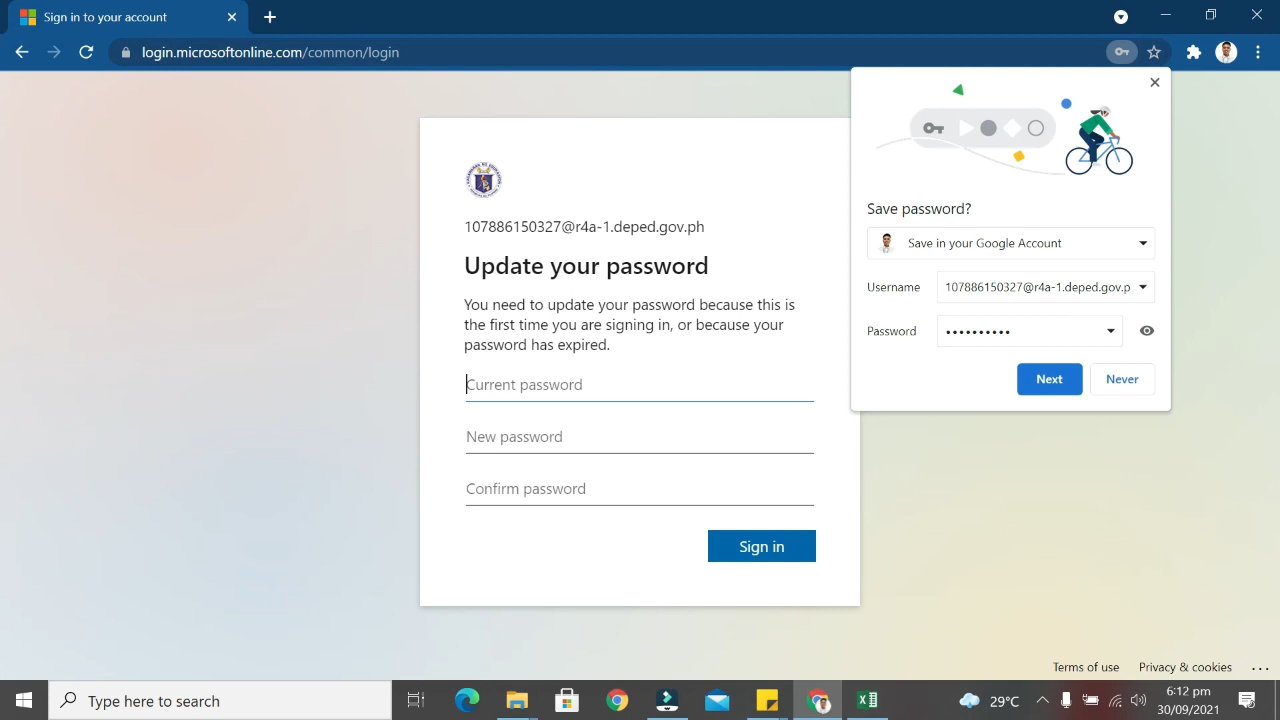 Sign in to your account
login.microsoftonline.com/common/login
107886150327@r4a-1.deped.gov.ph
Update your password
You need to update your password because this is
the first time you are signing in, or because your
password has expired.
Current password
New password
Confirm password
Sign in
Save password?
Save in your Google Account
Username 107886150327@r4a-1.deped.gov.p
Password ••••••••••
Next Never
Terms of use Privacy & cookies ...
Type here to search
29°C
6:12 pm
30/09/2021